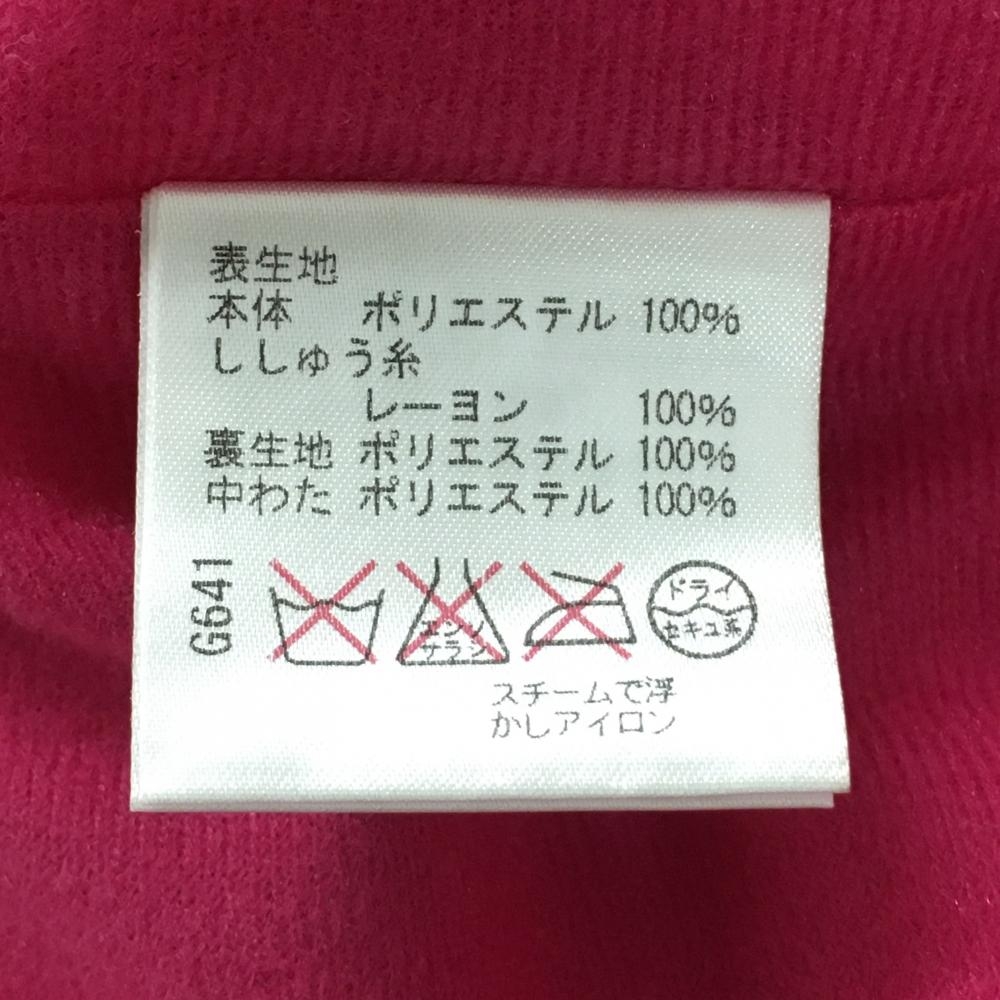 表生地
本体 ポリエステル 100%
ししゅう糸
レーヨン 100%
裏生地 ポリエステル 100%
中わた ポリエステル 100%
G641
エンソ
サラシ
ドライ
セキユ系
スチームで浮
かしアイロン